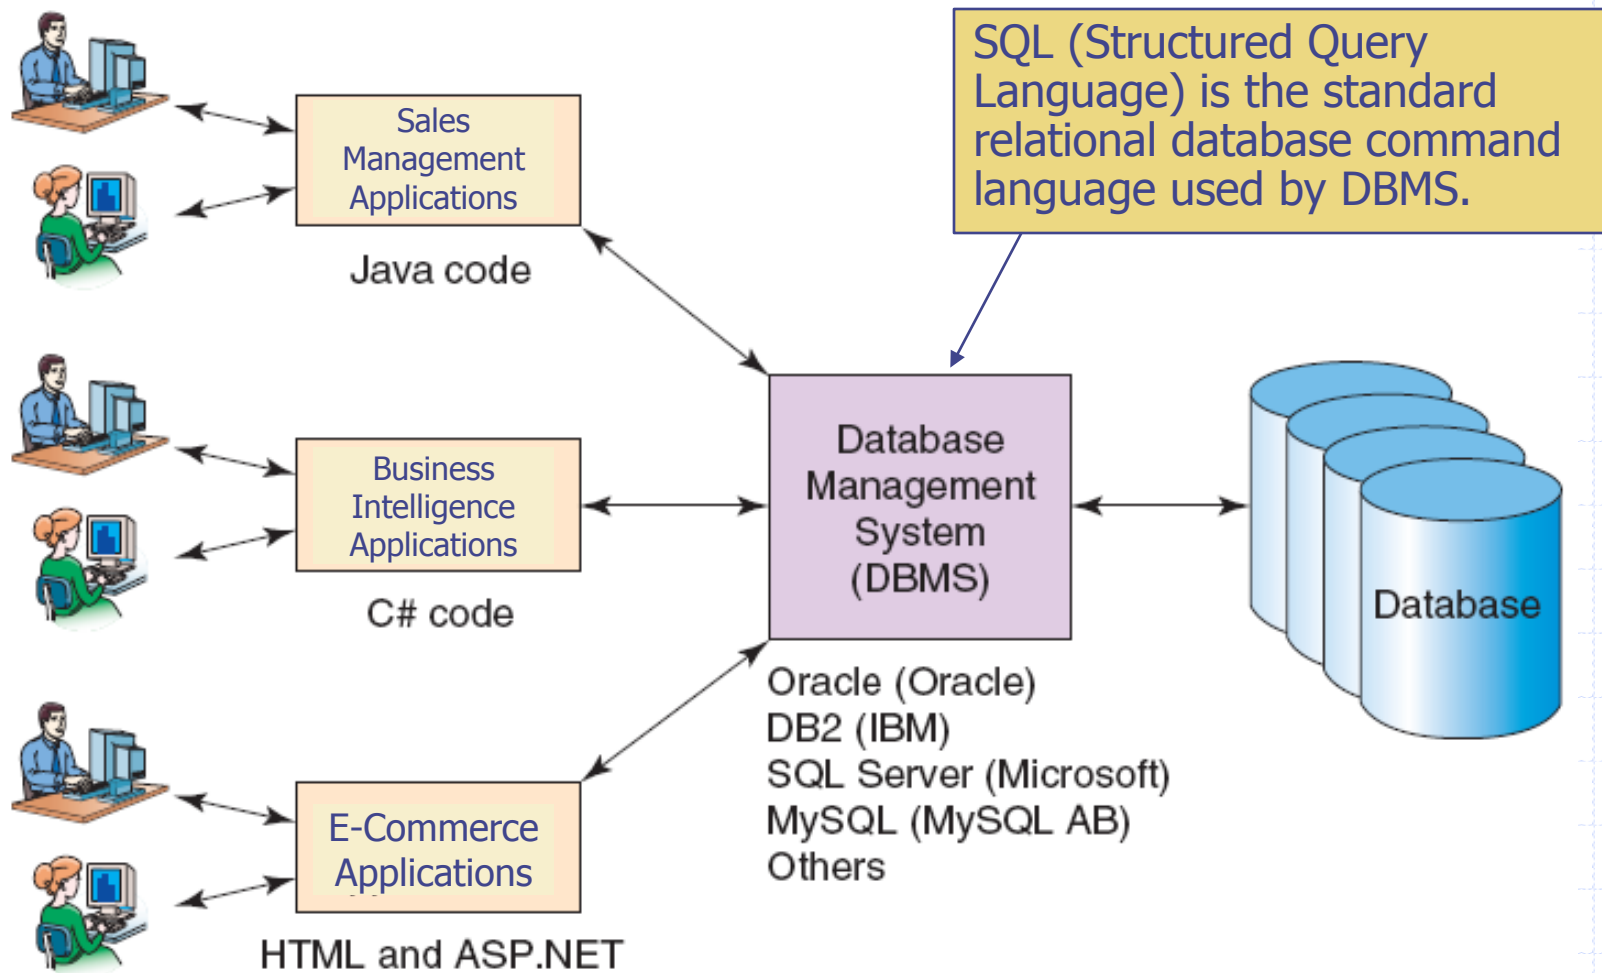 SQL (Structured Query
Language) is the standard
relational database command
language used by DBMS.
Sales
Management
Applications
Java code
Business
Intelligence
Applications
C# code
E-Commerce
Applications
HTML and ASP.NET
Database
Management
System
(DBMS)
Oracle (Oracle)
DB2 (IBM)
SQL Server (Microsoft)
MySQL (MySQL AB)
Others
Database